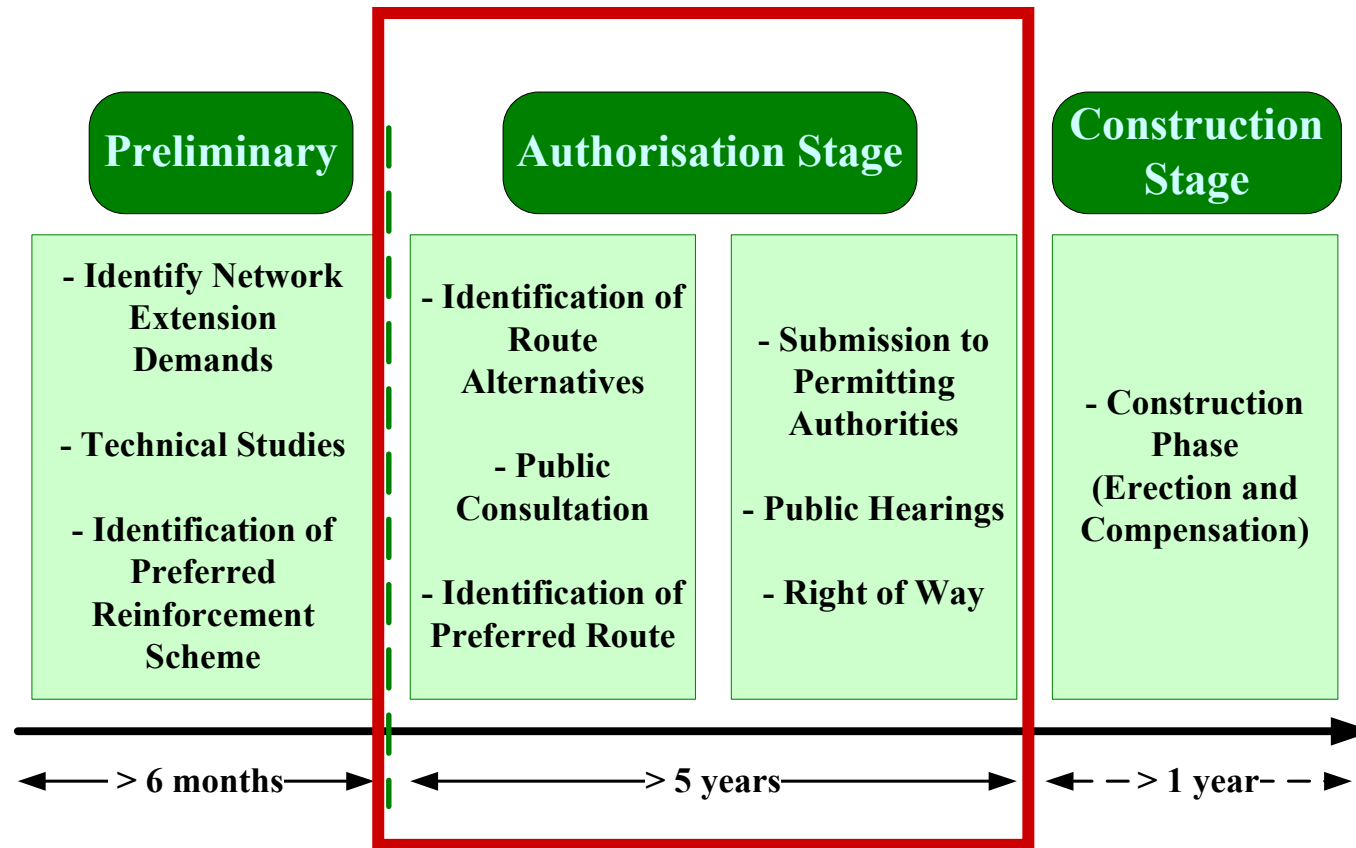 Preliminary
Authorisation Stage
Construction
Stage
- Identify Network
Extension
Demands
- Technical Studies
- Identification of
Preferred
Reinforcement
Scheme
- Identification of
Route
Alternatives
- Public
Consultation
- Identification of
Preferred Route
- Submission to
Permitting
Authorities
- Public Hearings
- Right of Way
- Construction
Phase
(Erection and
Compensation)
> 6 months
> 5 years
> 1 year